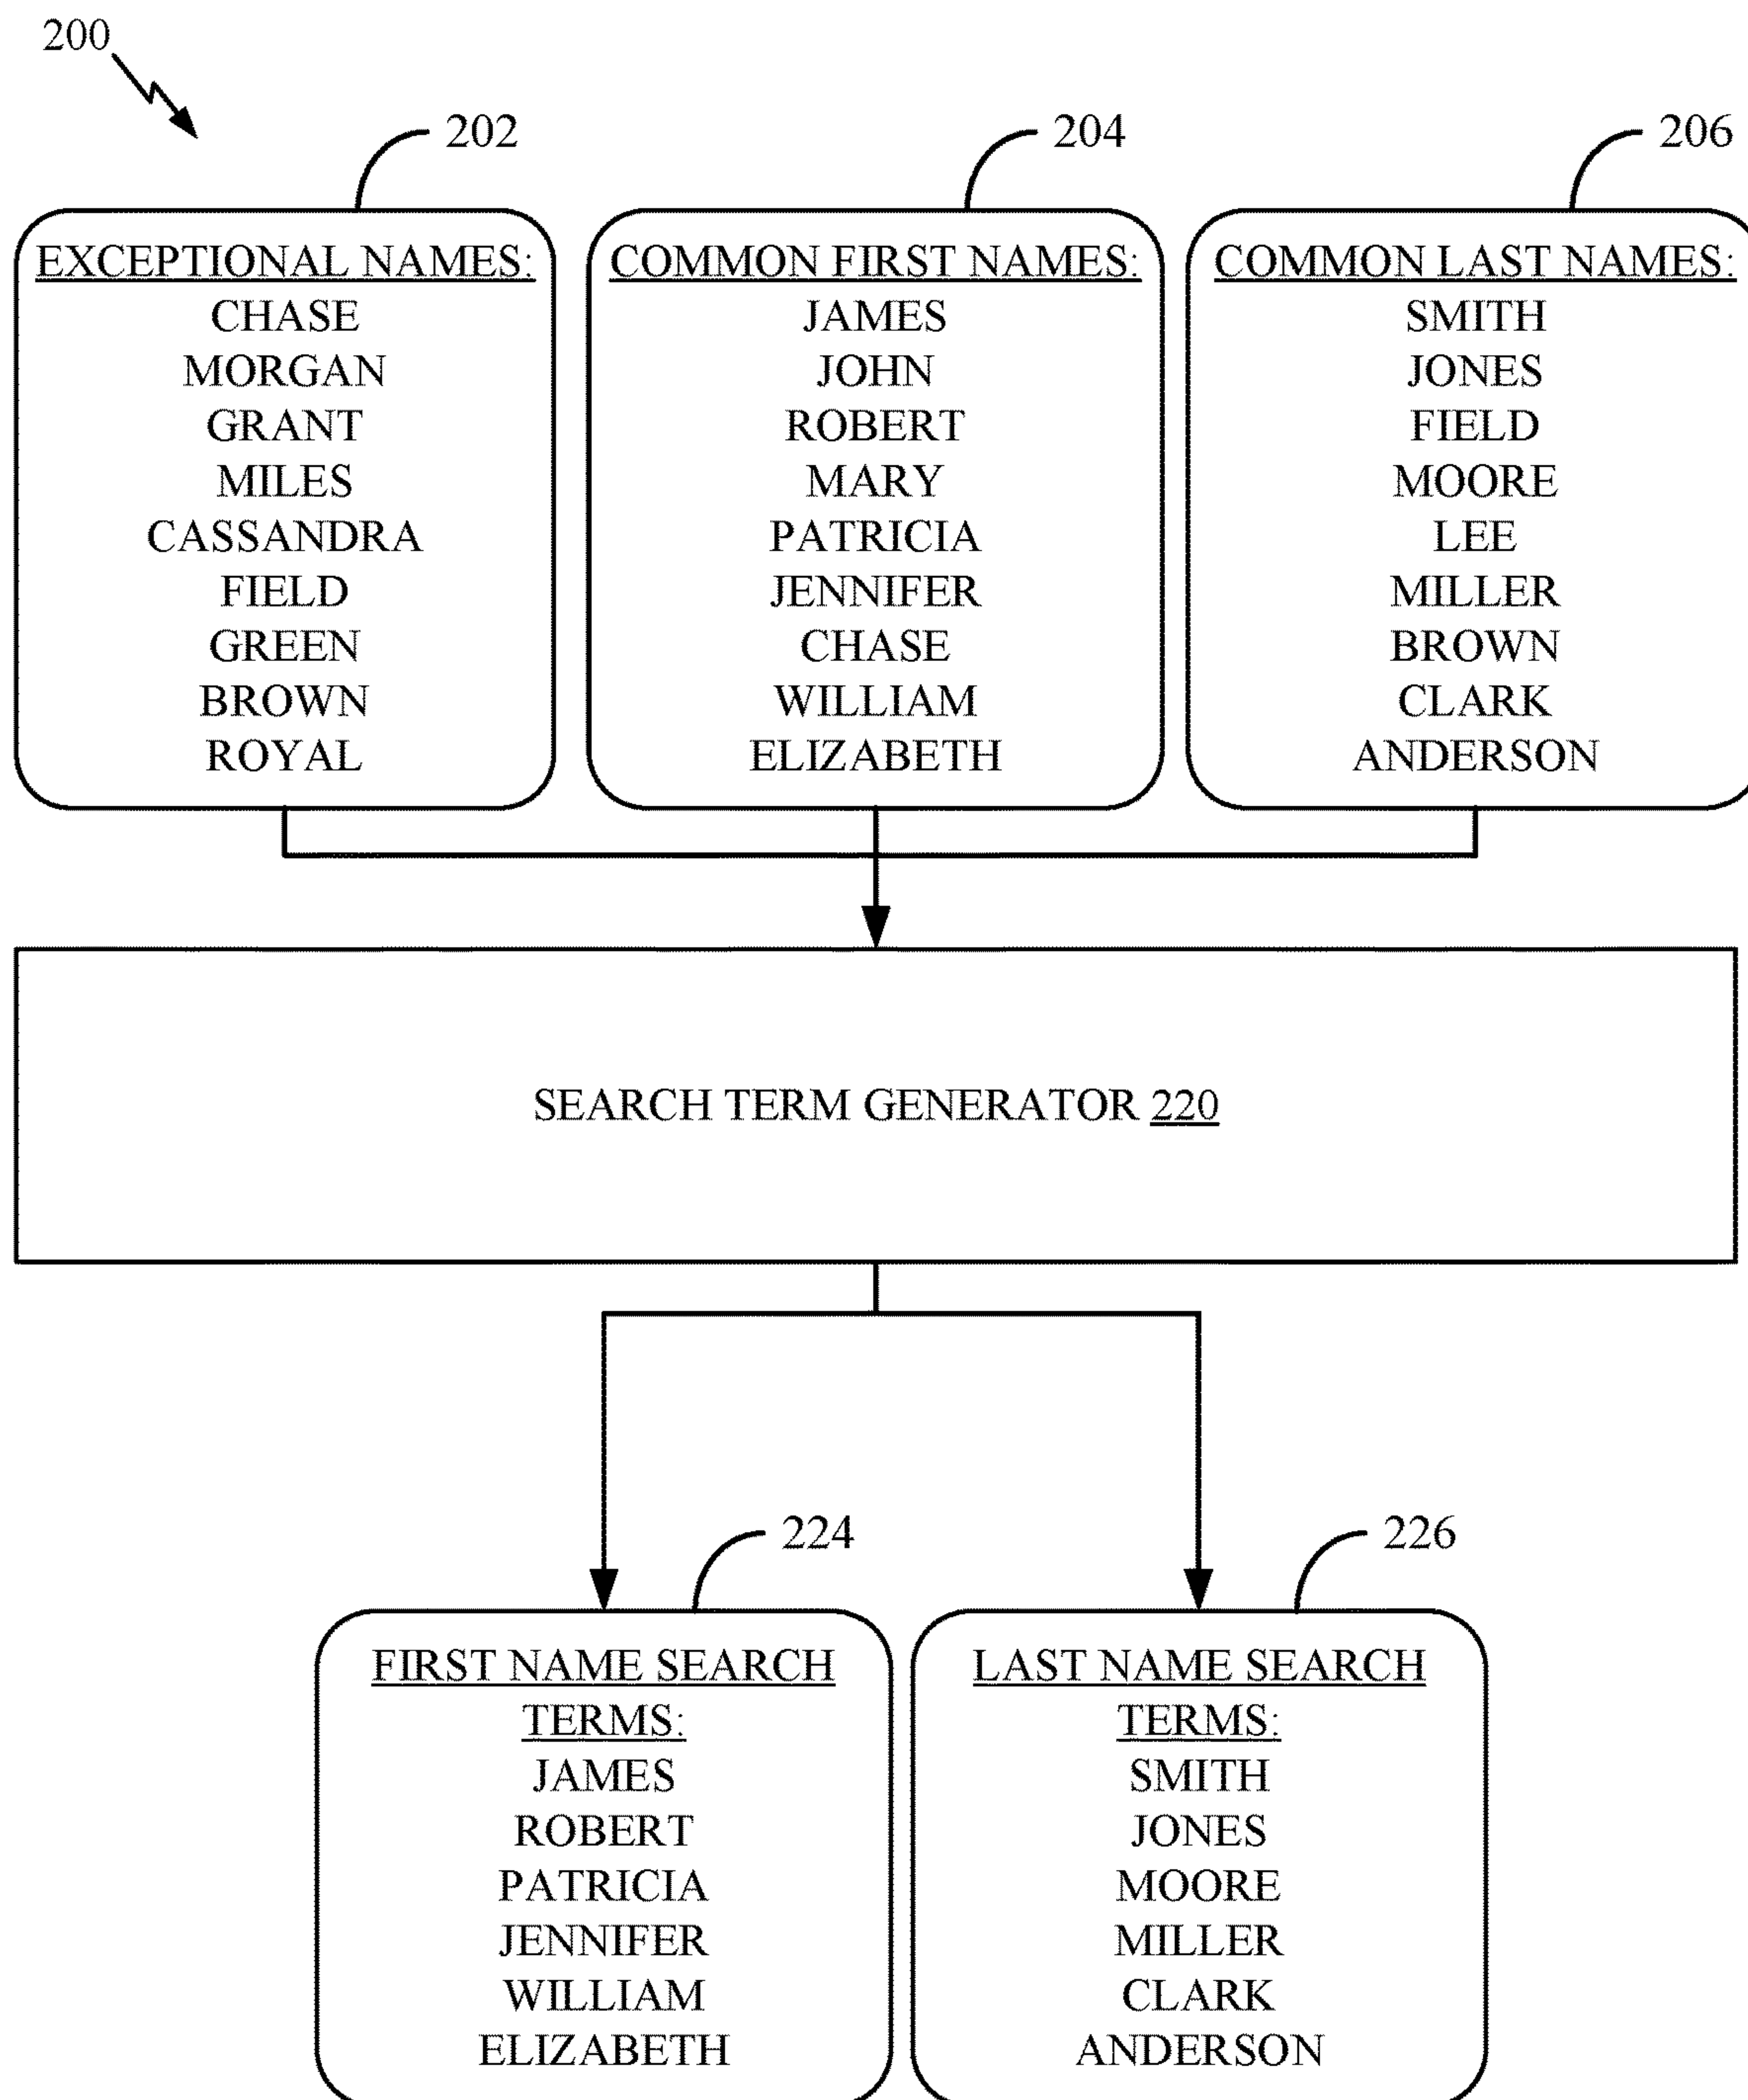 200
202
204
206
EXCEPTIONAL NAMES:
CHASE
MORGAN
GRANT
MILES
CASSANDRA
FIELD
GREEN
BROWN
ROYAL
COMMON FIRST NAMES:
JAMES
JOHN
ROBERT
MARY
PATRICIA
JENNIFER
CHASE
WILLIAM
ELIZABETH
COMMON LAST NAMES:
SMITH
JONES
FIELD
MOORE
LEE
MILLER
BROWN
CLARK
ANDERSON
SEARCH TERM GENERATOR 220
224
226
FIRST NAME SEARCH
TERMS:
JAMES
ROBERT
PATRICIA
JENNIFER
WILLIAM
ELIZABETH
LAST NAME SEARCH
TERMS:
SMITH
JONES
MOORE
MILLER
CLARK
ANDERSON